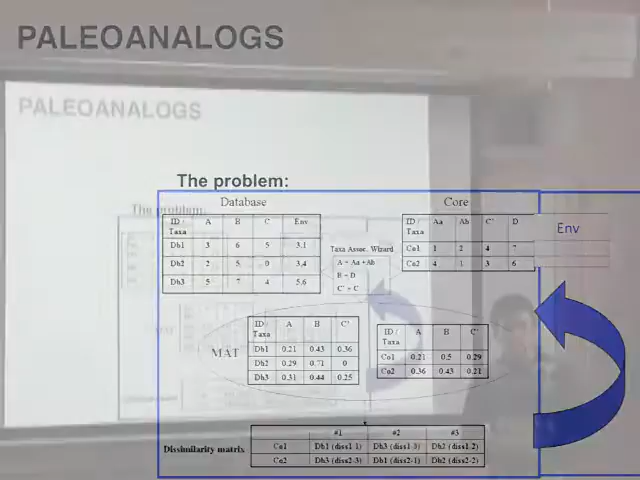 PALEOANALOGS
PALEOANALOGS
The problem:
The problem:
Database
Core
ID / Taxa A B C Env
Db1 3 6 5 3.1
Db2 2 5 0 3,4
Db3 5 7 4 5,6
Taxa Assoc. Wizard
A = Aa +Ab
B = D
C' = C
ID / Taxa Aa Ab C' D
Co1 1 2 4
Co2 4 1 3 6
Env
MAT
ID / Taxa A B C'
Db1 0.21 0.43 0.36
Db2 0.29 0.71 0
Db3 0.31 0.44 0.25
ID / Taxa A B C'
Co1 0.21 0.5 0.29
Co2 0.36 0.43 0.21
Dissimilarity matrix
#1 #2 #3
Co1 Db1 (diss1-1) Db3 (diss1-3) Db2 (diss1-2)
Co2 Db3 (diss2-3) Db1 (diss2-1) Db2 (diss2-2)